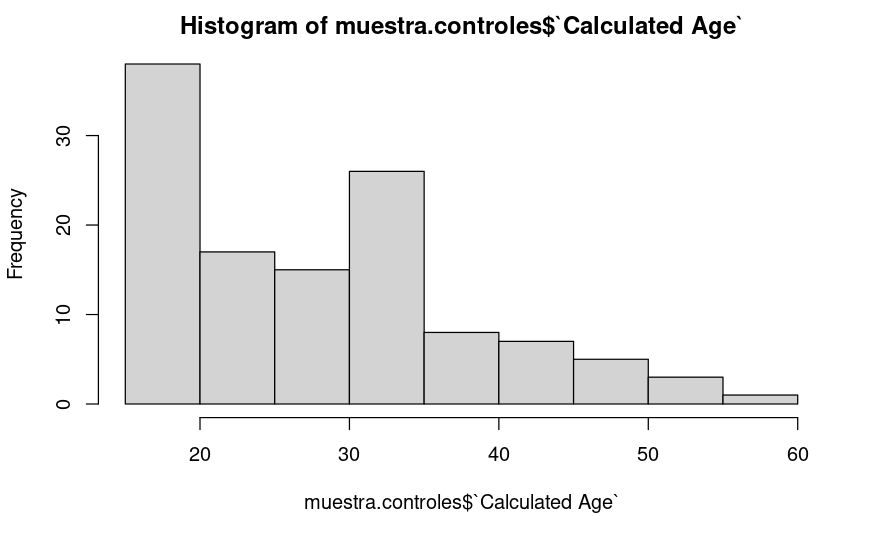 Histogram of muestra.controles$`Calculated Age`
Frequency
30
20
10
0
20 30 40 50 60
muestra.controles$`Calculated Age`